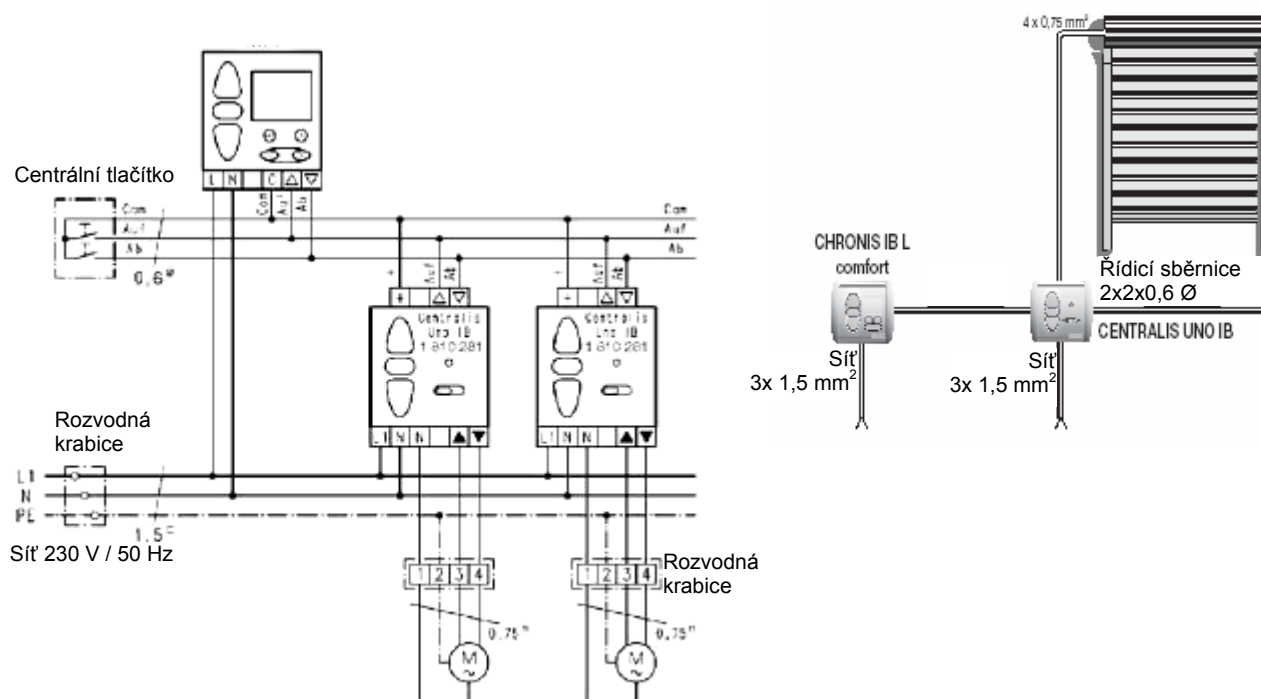 Centrální tlačítko
L N C △ ▽
Com Auf Ab
Com
Auf
Ab
0,6
Com
Auf
Ab
+ Auf Ab
+ Auf Ab
+ △ ▽
+ △ ▽
Centralis
Uno IB
1 810 281
Centralis
Uno IB
1 810 281
L1 N N ▲ ▼
L1 N N ▲ ▼
Rozvodná
krabice
L1
N
PE
1.5
Síť 230 V / 50 Hz
1 2 3 4
1 2 3 4
Rozvodná
krabice
0,75
0,75
M
~
M
~
4 x 0,75 mm²
CHRONIS IB L
comfort
Řídicí sběrnice
2x2x0,6 Ø
CENTRALIS UNO IB
Síť
3x 1,5 mm²
Síť
3x 1,5 mm²